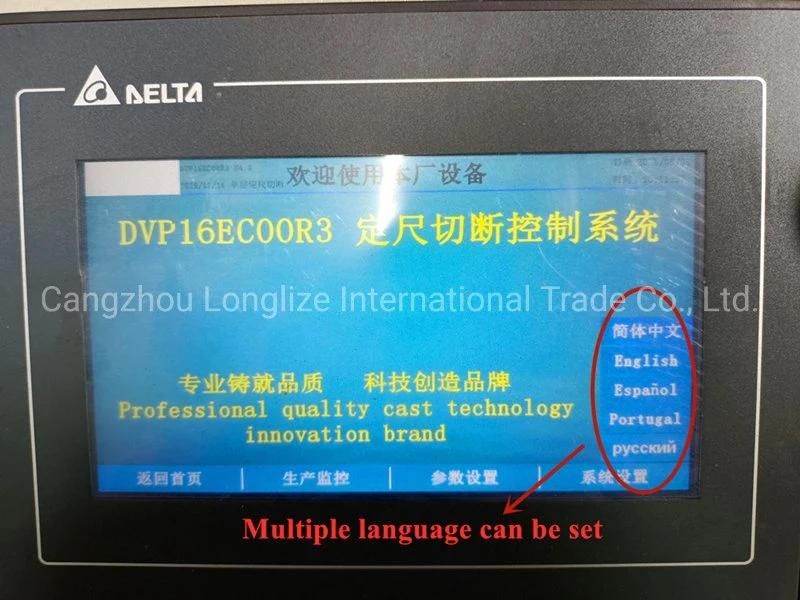 DELTA
欢迎使用本厂设备
DVP16EC00R3 定尺切断控制系统
Cangzhou Longlize International Trade Co., Ltd.
简体中文
English
Español
Portugal
русский
专业铸就品质 科技创造品牌
Professional quality cast technology
innovation brand
返回首页 生产监控 参数设置 系统设置
Multiple language can be set